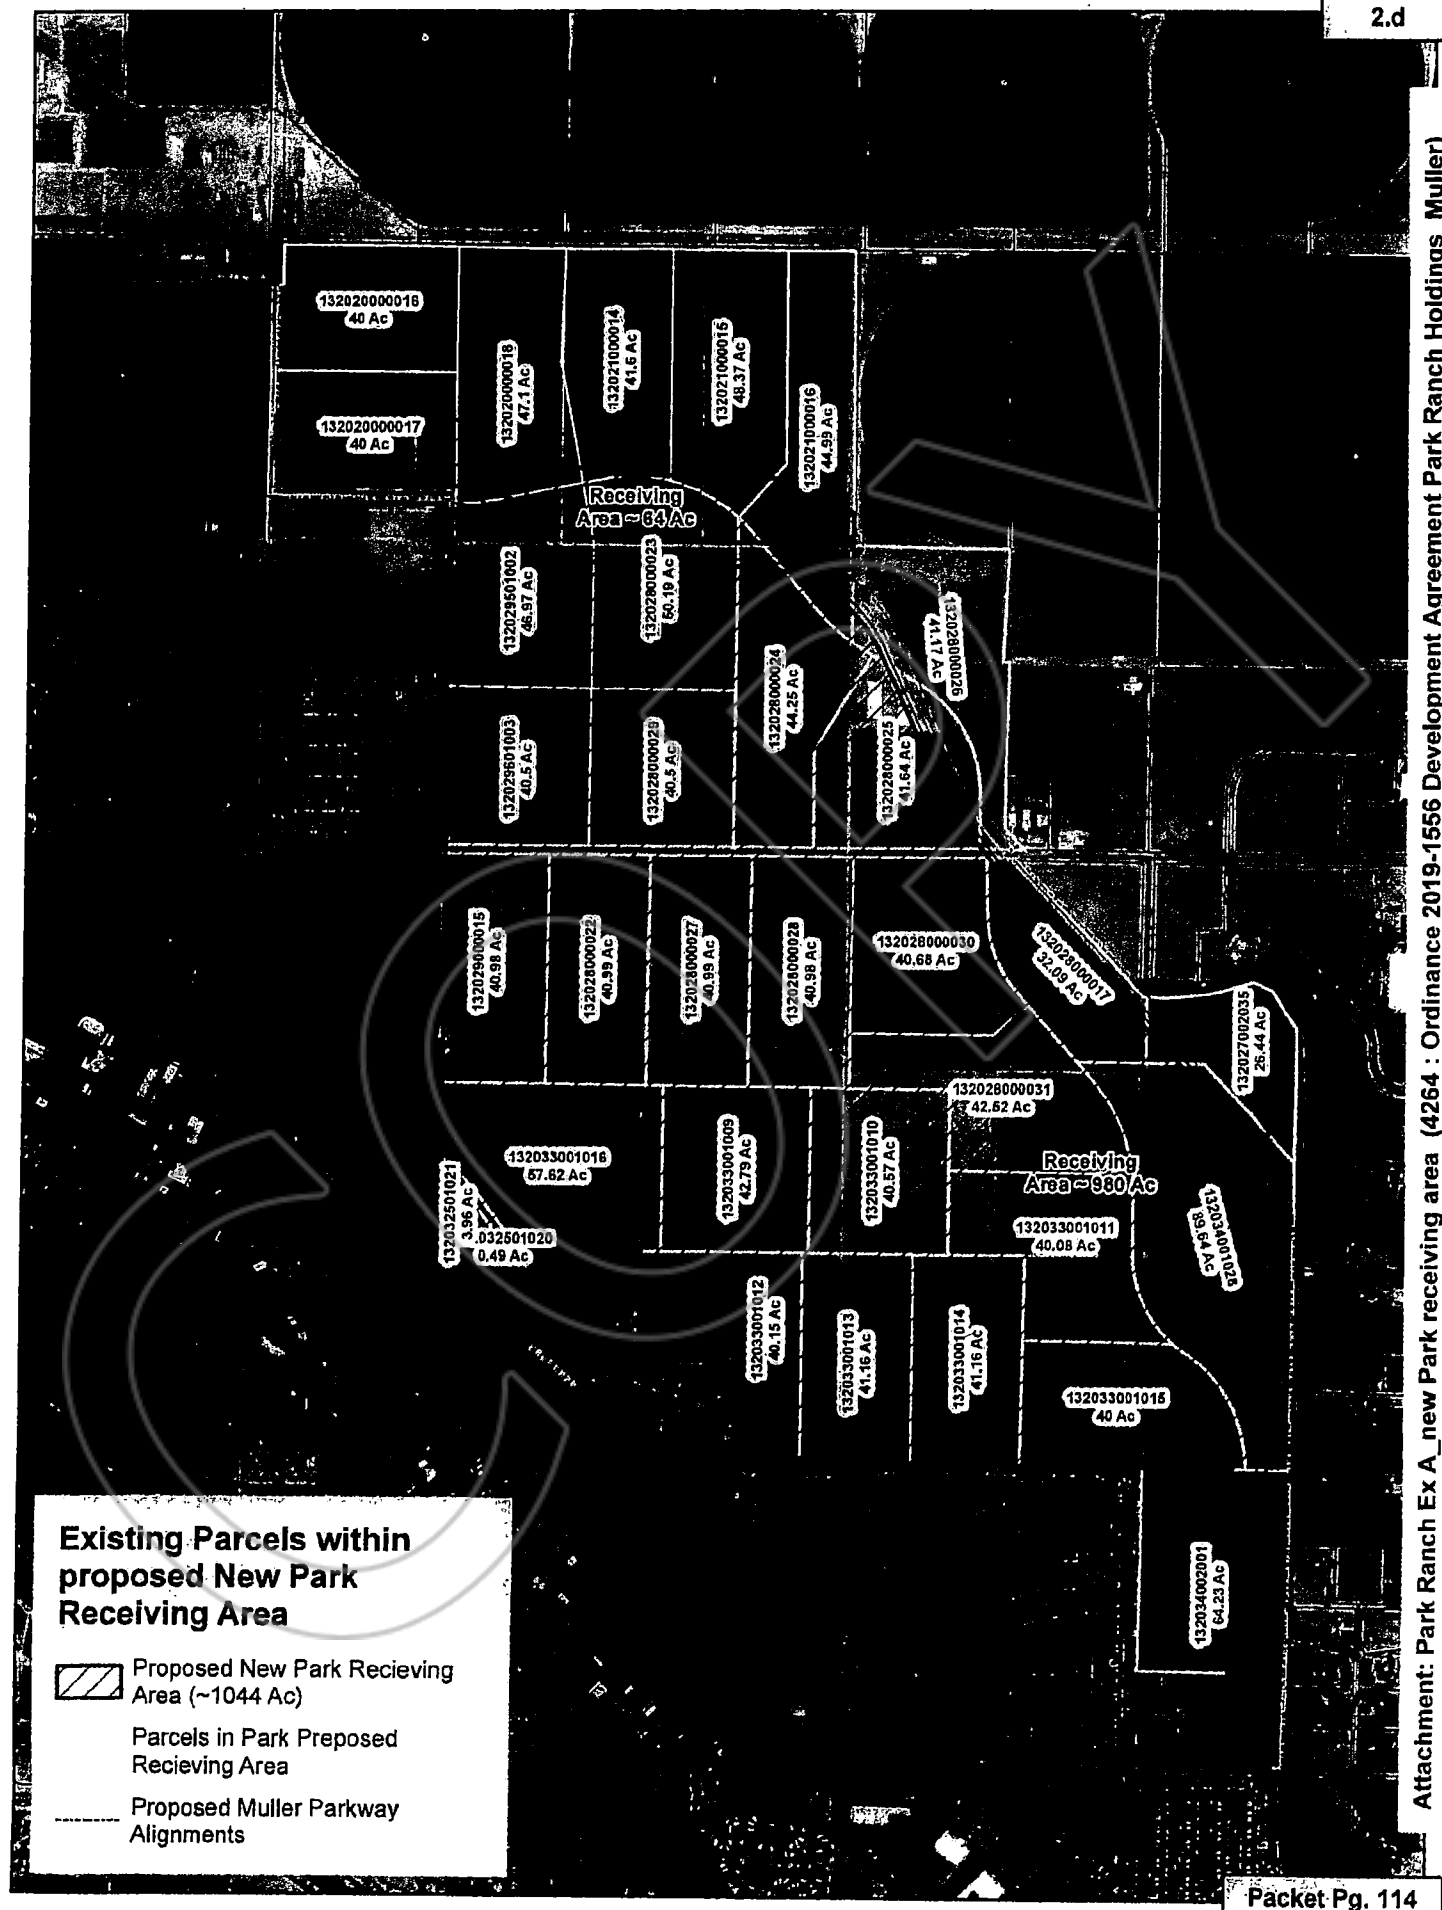 2.d
132020000016
40 Ac
132020000017
40 Ac
132020000018
47.1 Ac
132021000014
41.6 Ac
132021000015
48.37 Ac
132021000016
44.99 Ac
Receiving
Area ~ 64 Ac
132029501002
46.97 Ac
132028000023
50.19 Ac
132028000024
44.25 Ac
132028000026
41.17 Ac
132029601003
40.5 Ac
132028000029
40.5 Ac
132028000025
41.64 Ac
132029000015
40.98 Ac
132028000022
40.99 Ac
132028000027
40.99 Ac
132028000028
40.98 Ac
132028000030
40.68 Ac
132028000017
32.09 Ac
132027002035
26.44 Ac
132028000031
42.52 Ac
132033001016
57.62 Ac
132033001009
42.79 Ac
132033001010
40.57 Ac
Receiving
Area ~ 980 Ac
132032501021
3.96 Ac
.032501020
0.49 Ac
132033001011
40.08 Ac
132034001028
89.64 Ac
132033001012
40.15 Ac
132033001013
41.16 Ac
132033001014
41.16 Ac
132033001015
40 Ac
132034002001
64.23 Ac
COPY
Existing Parcels within
proposed New Park
Receiving Area
Proposed New Park Recieving
Area (~1044 Ac)
Parcels in Park Preposed
Recieving Area
Proposed Muller Parkway
Alignments
Attachment: Park Ranch Ex A_new Park receiving area (4264 : Ordinance 2019-1556 Development Agreement Park Ranch Holdings Muller)
Packet Pg. 114